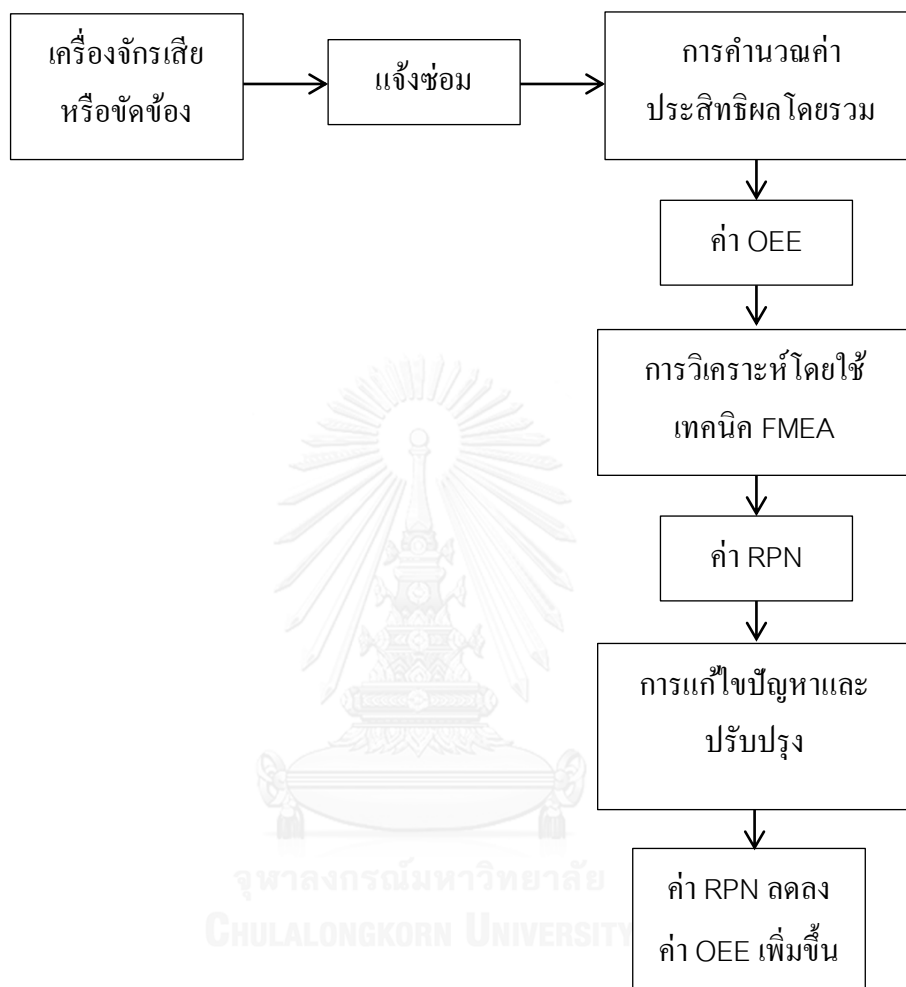 เครื่องจักรเสีย
หรือขัดข้อง
แจ้งซ่อม
การคำนวณค่า
ประสิทธิผลโดยรวม
ค่า OEE
การวิเคราะห์โดยใช้
เทคนิค FMEA
ค่า RPN
การแก้ไขปัญหาและ
ปรับปรุง
ค่า RPN ลดลง
ค่า OEE เพิ่มขึ้น
จุฬาลงกรณ์มหาวิทยาลัย
CHULALONGKORN UNIVERSITY